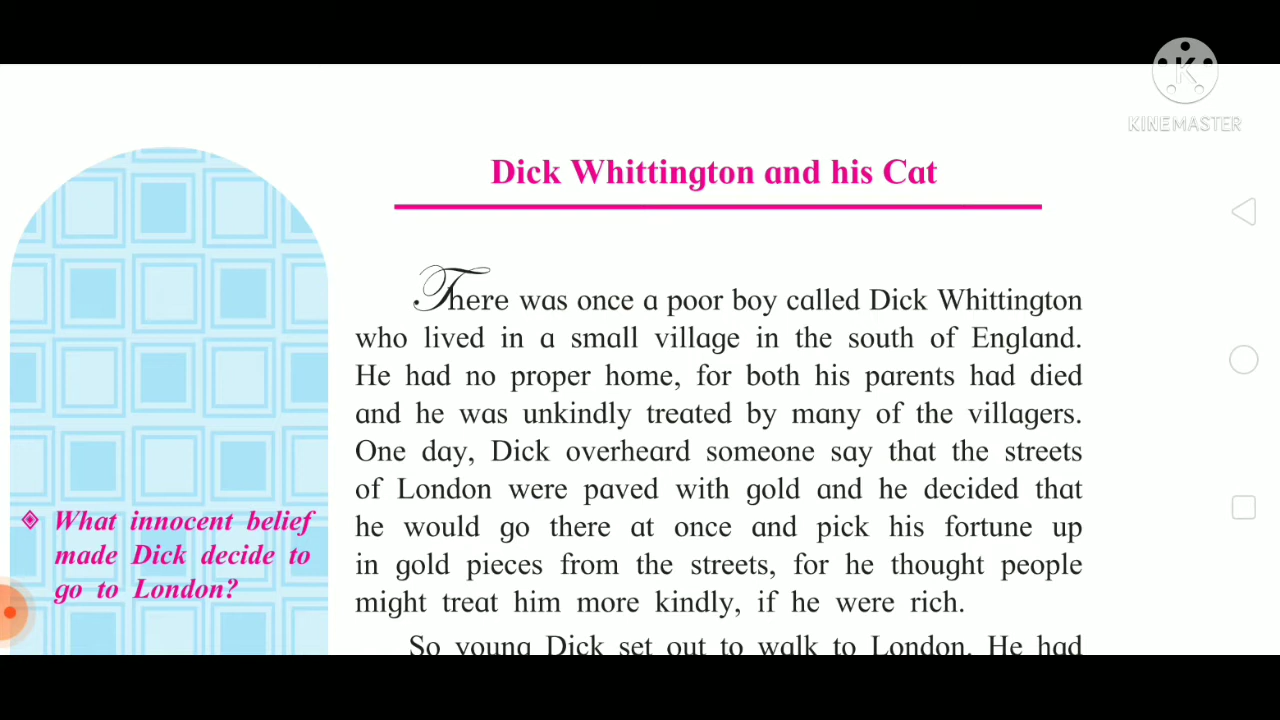 KINEMASTER
Dick Whittington and his Cat
There was once a poor boy called Dick Whittington
who lived in a small village in the south of England.
He had no proper home, for both his parents had died
and he was unkindly treated by many of the villagers.
One day, Dick overheard someone say that the streets
of London were paved with gold and he decided that
he would go there at once and pick his fortune up
in gold pieces from the streets, for he thought people
might treat him more kindly, if he were rich.
So young Dick set out to walk to London. He had
What innocent belief
made Dick decide to
go to London?